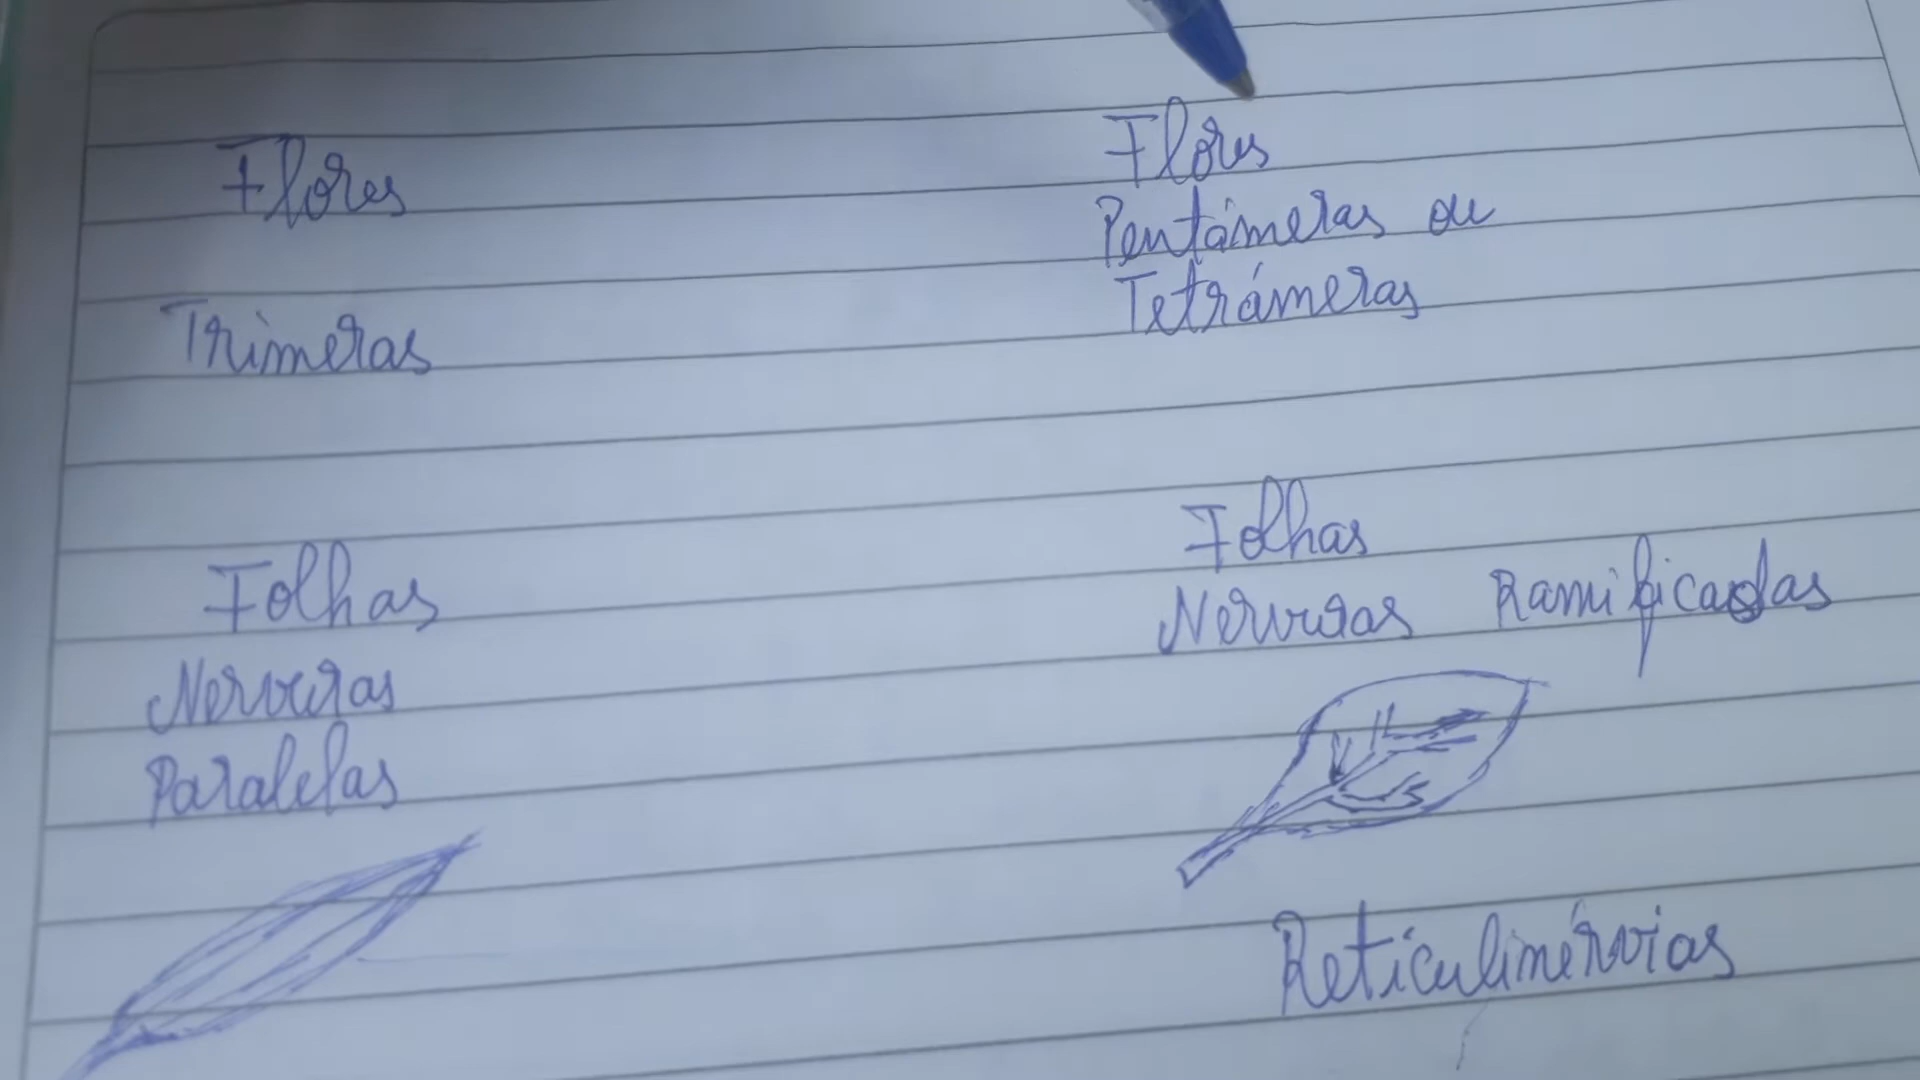 Flores
Trimeras
Folhas
Nervuras
Paralelas
Flores
Pentâmeras ou
Tetrámeras
Folhas
Nervuras Ramificadas
Reticulinérvias